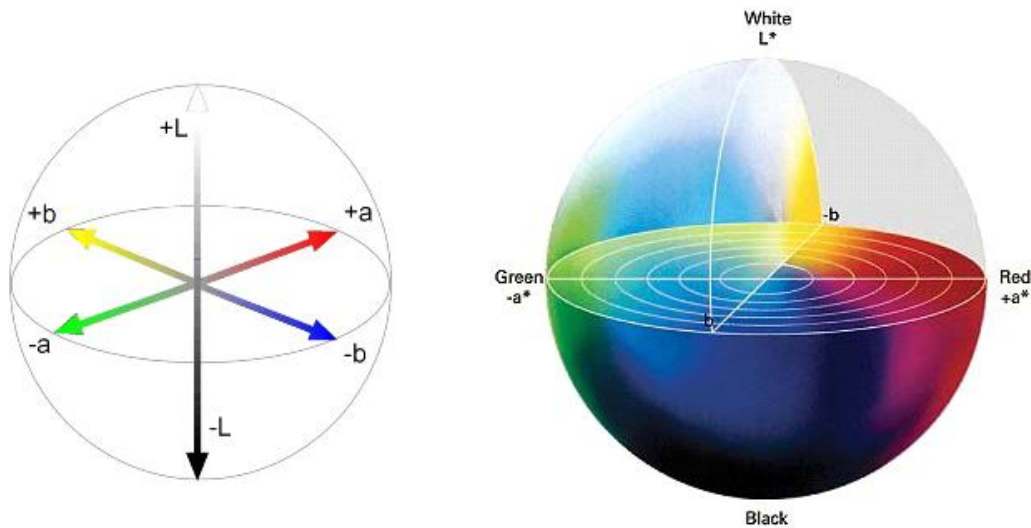 +L
+b
+a
-a
-b
-L
White
L*
-b
Green
-a*
Red
+a*
b
Black